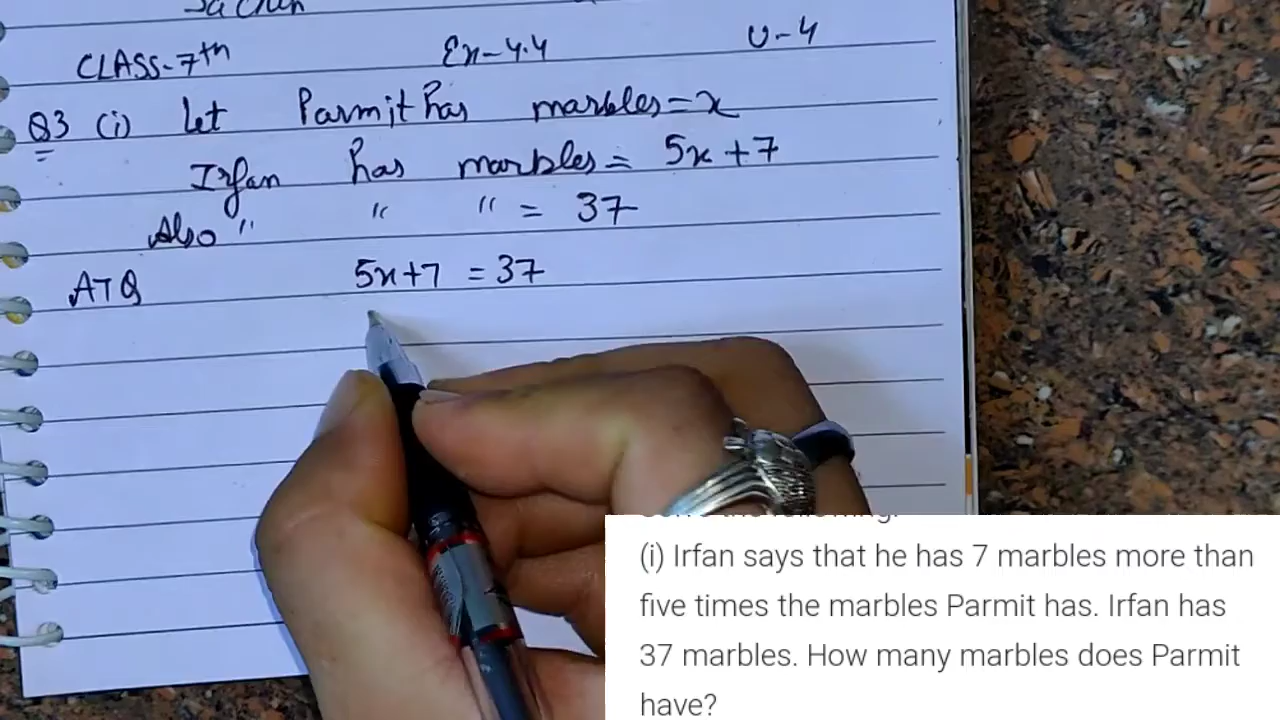 Sachin
CLASS-7th Ex-4.4 U-4
Q3 (i) Let Parmit has marbles = x
Irfan has marbles = 5x + 7
Also " " " = 37
ATQ 5x+7 = 37
(i) Irfan says that he has 7 marbles more than
five times the marbles Parmit has. Irfan has
37 marbles. How many marbles does Parmit
have?